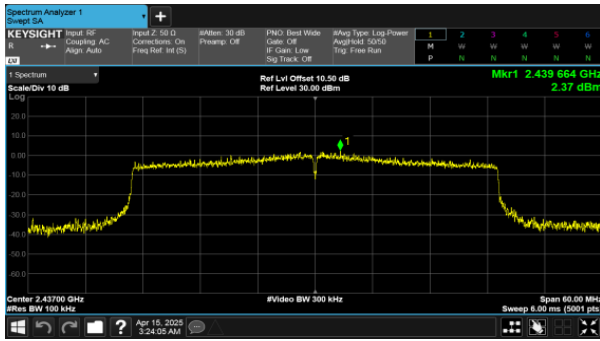 Spectrum Analyzer 1
Swept SA
+
KEYSIGHT
R
LXI
Input: RF
Coupling: AC
Align: Auto
Input Z: 50 Ω
Corrections: On
Freq Ref: Int (S)
#Atten: 30 dB
Preamp: Off
PNO: Best Wide
Gate: Off
IF Gain: Low
Sig Track: Off
#Avg Type: Log-Power
Avg|Hold: 50/50
Trig: Free Run
1 2 3 4 5 6
M W W W W W
P N N N N N
1 Spectrum
Scale/Div 10 dB
Log
Ref Lvl Offset 10.50 dB
Ref Level 30.00 dBm
Mkr1 2.439 664 GHz
2.37 dBm
1
20.0
10.0
0.00
-10.0
-20.0
-30.0
-40.0
-50.0
-60.0
Center 2.43700 GHz
#Res BW 100 kHz
#Video BW 300 kHz
Span 60.00 MHz
Sweep 6.00 ms (5001 pts)
?
Apr 15, 2025
3:24:05 AM